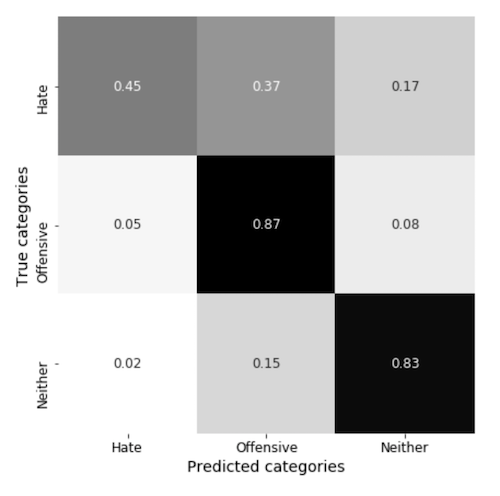 Hate 0.45 0.37 0.17
Offensive 0.05 0.87 0.08
Neither 0.02 0.15 0.83
Hate Offensive Neither
True categories
Predicted categories